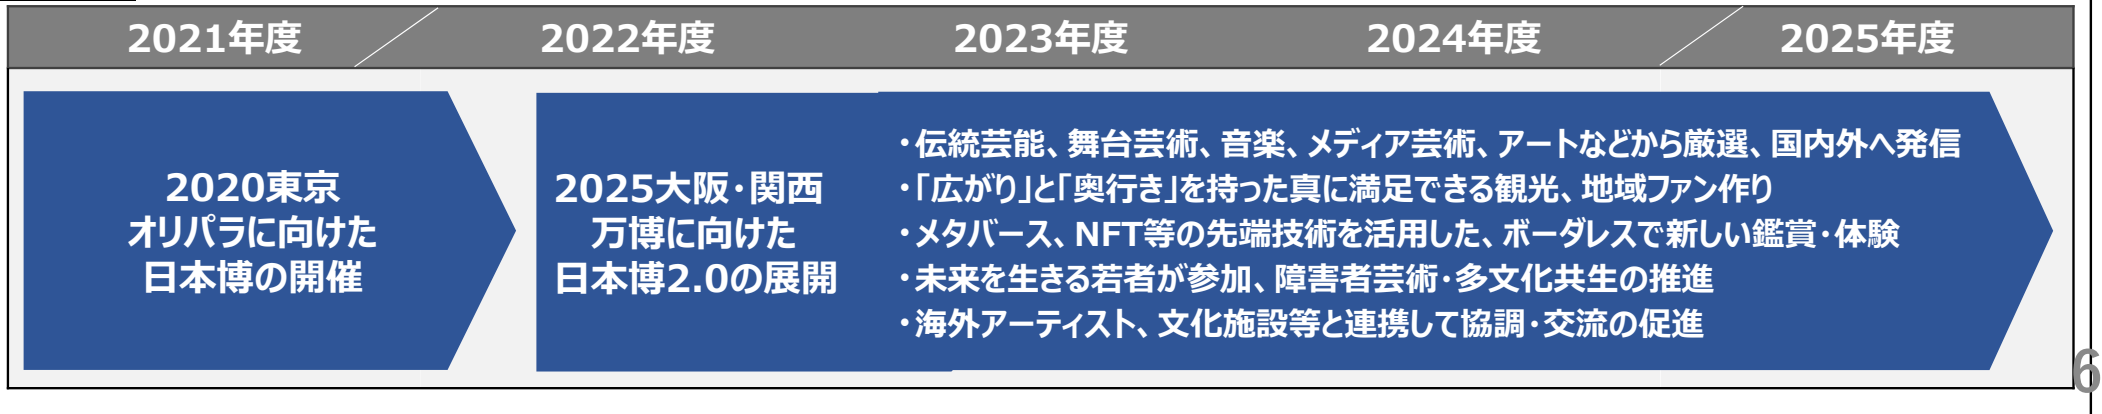 2021年度 2022年度 2023年度 2024年度 2025年度
2020東京
オリパラに向けた
日本博の開催
2025大阪・関西
万博に向けた
日本博2.0の展開
・伝統芸能、舞台芸術、音楽、メディア芸術、アートなどから厳選、国内外へ発信
・「広がり」と「奥行き」を持った真に満足できる観光、地域ファン作り
・メタバース、NFT等の先端技術を活用した、ボーダレスで新しい鑑賞・体験
・未来を生きる若者が参加、障害者芸術・多文化共生の推進
・海外アーティスト、文化施設等と連携して協調・交流の促進
6